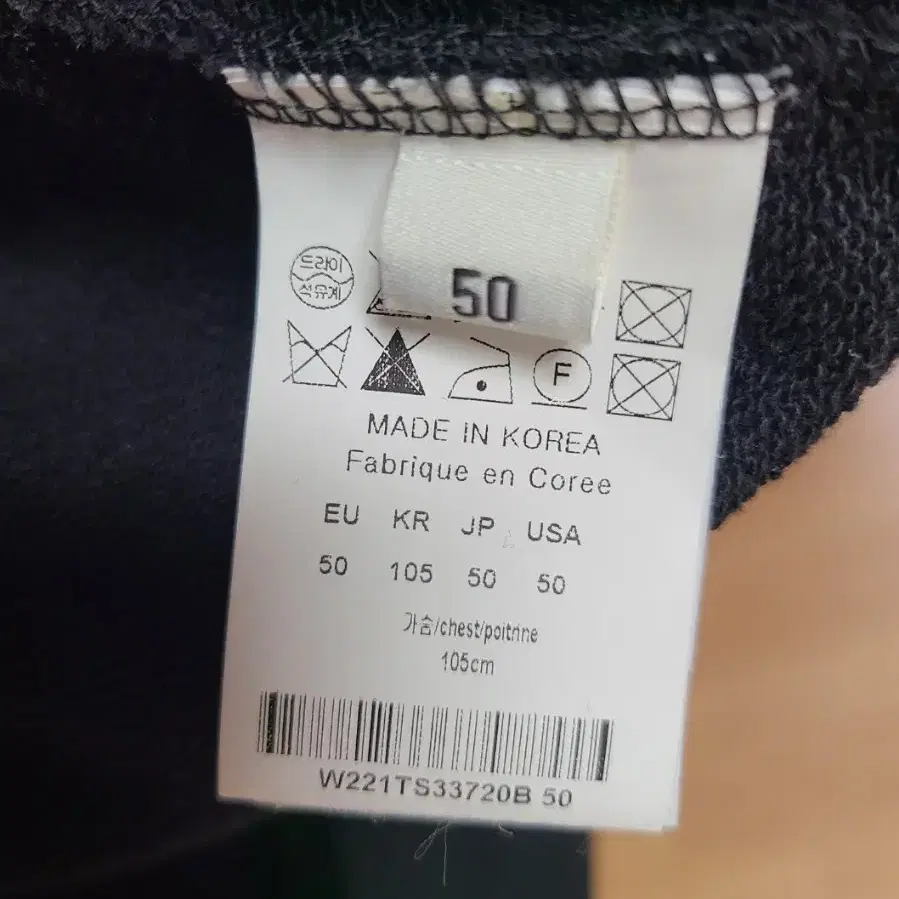 50
드라이
석유계
F
MADE IN KOREA
Fabrique en Coree
EU KR JP USA
50 105 50 50
가슴/chest/poitrine
105cm
W221TS33720B 50